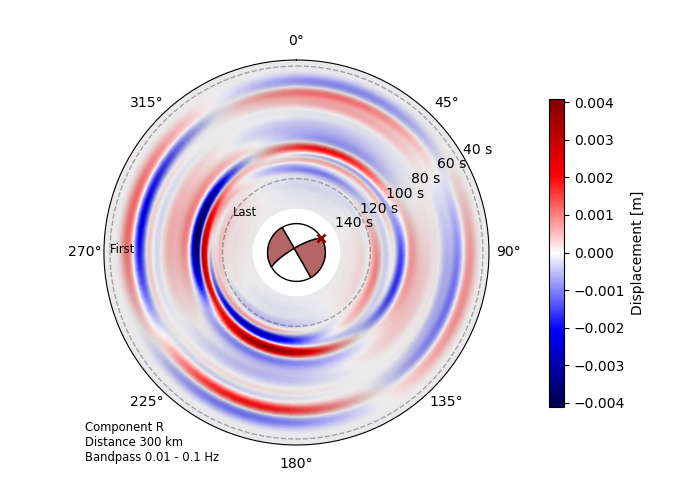 0°
45°
315°
40 s
60 s
80 s
100 s
120 s
140 s
Last
First
270°
90°
225°
135°
180°
Component R
Distance 300 km
Bandpass 0.01 - 0.1 Hz
0.004
0.003
0.002
0.001
0.000
−0.001
−0.002
−0.003
−0.004
Displacement [m]